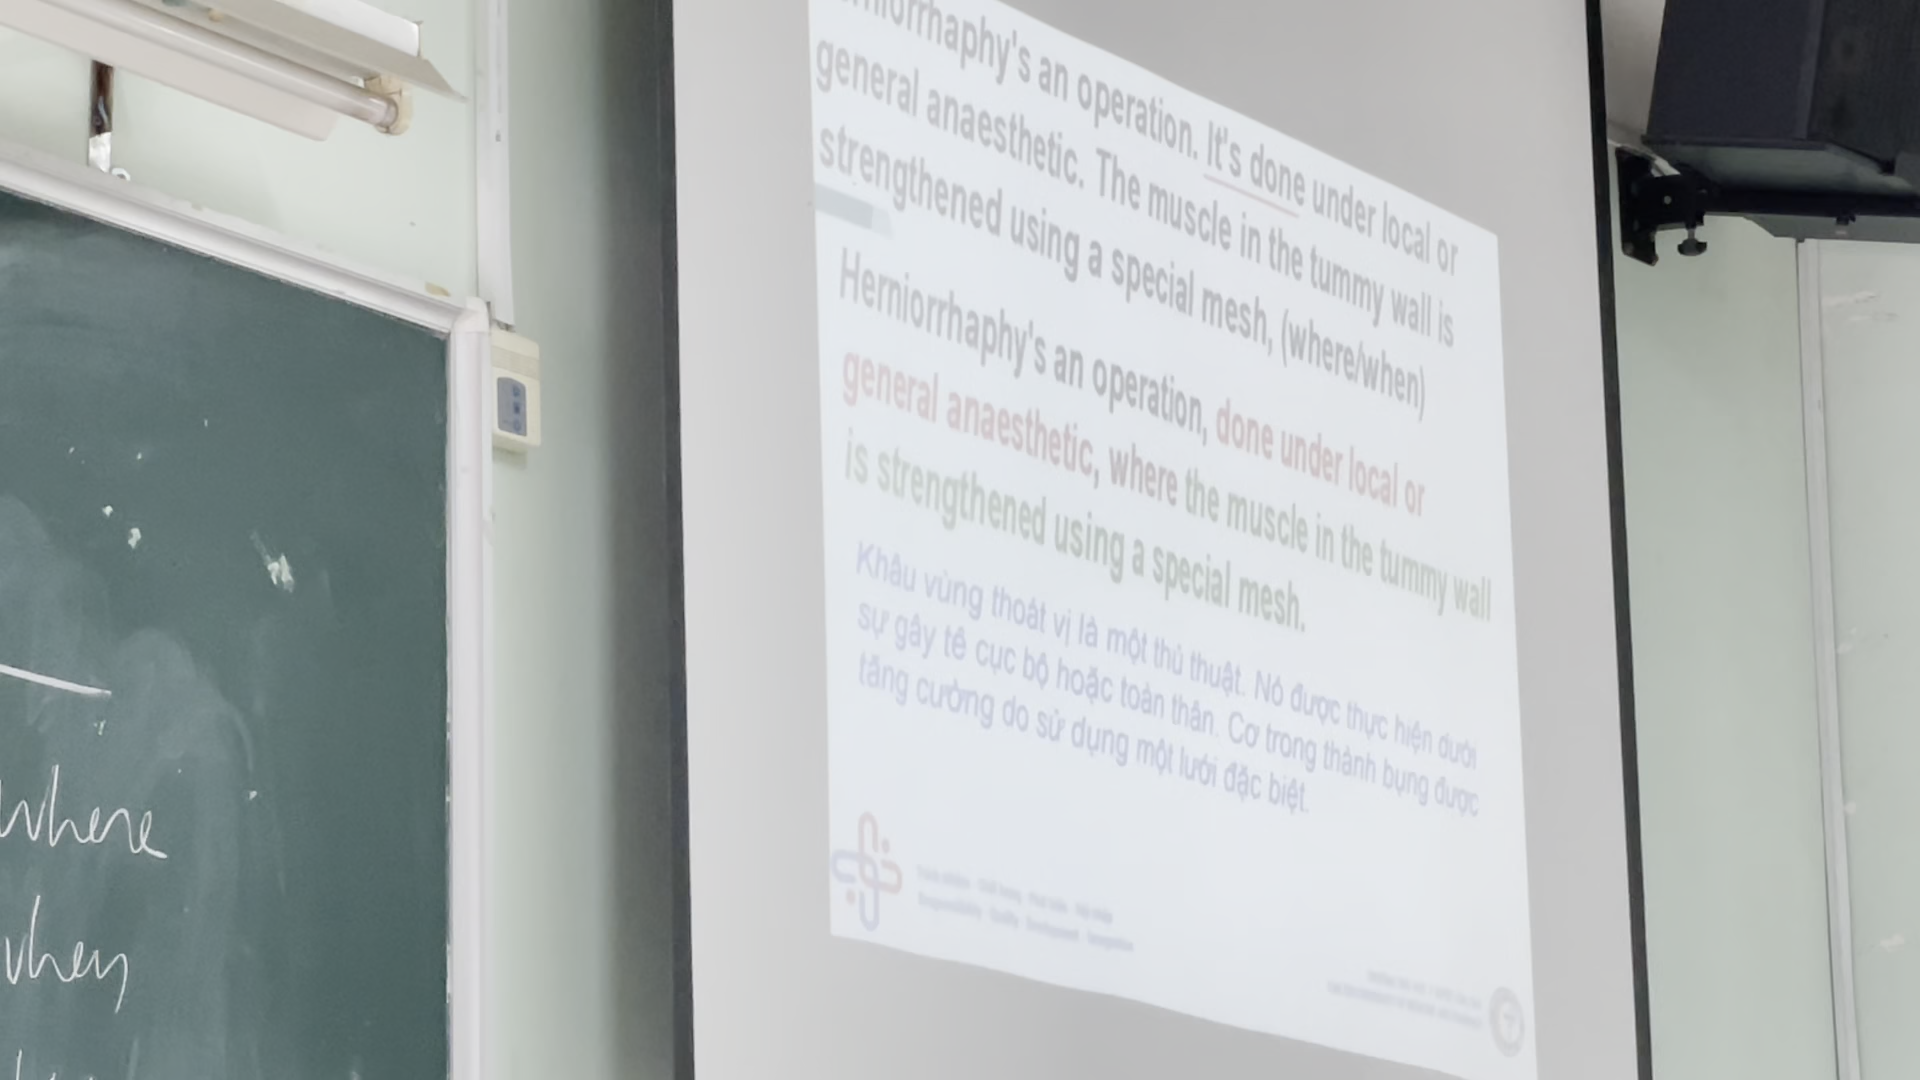 where
when
an operation. It's done under local or
general anaesthetic. The muscle in the tummy wall is
strengthened using a special mesh, (where/when)
Herniorrhaphy's an operation, done under local or
general anaesthetic, where the muscle in the tummy wall
is strengthened using a special mesh.
Khâu vùng thoát vị là một thủ thuật. Nó được thực hiện dưới
sự gây tê cục bộ hoặc toàn thân. Cơ trong thành bụng được
tăng cường do sử dụng một lưới đặc biệt.